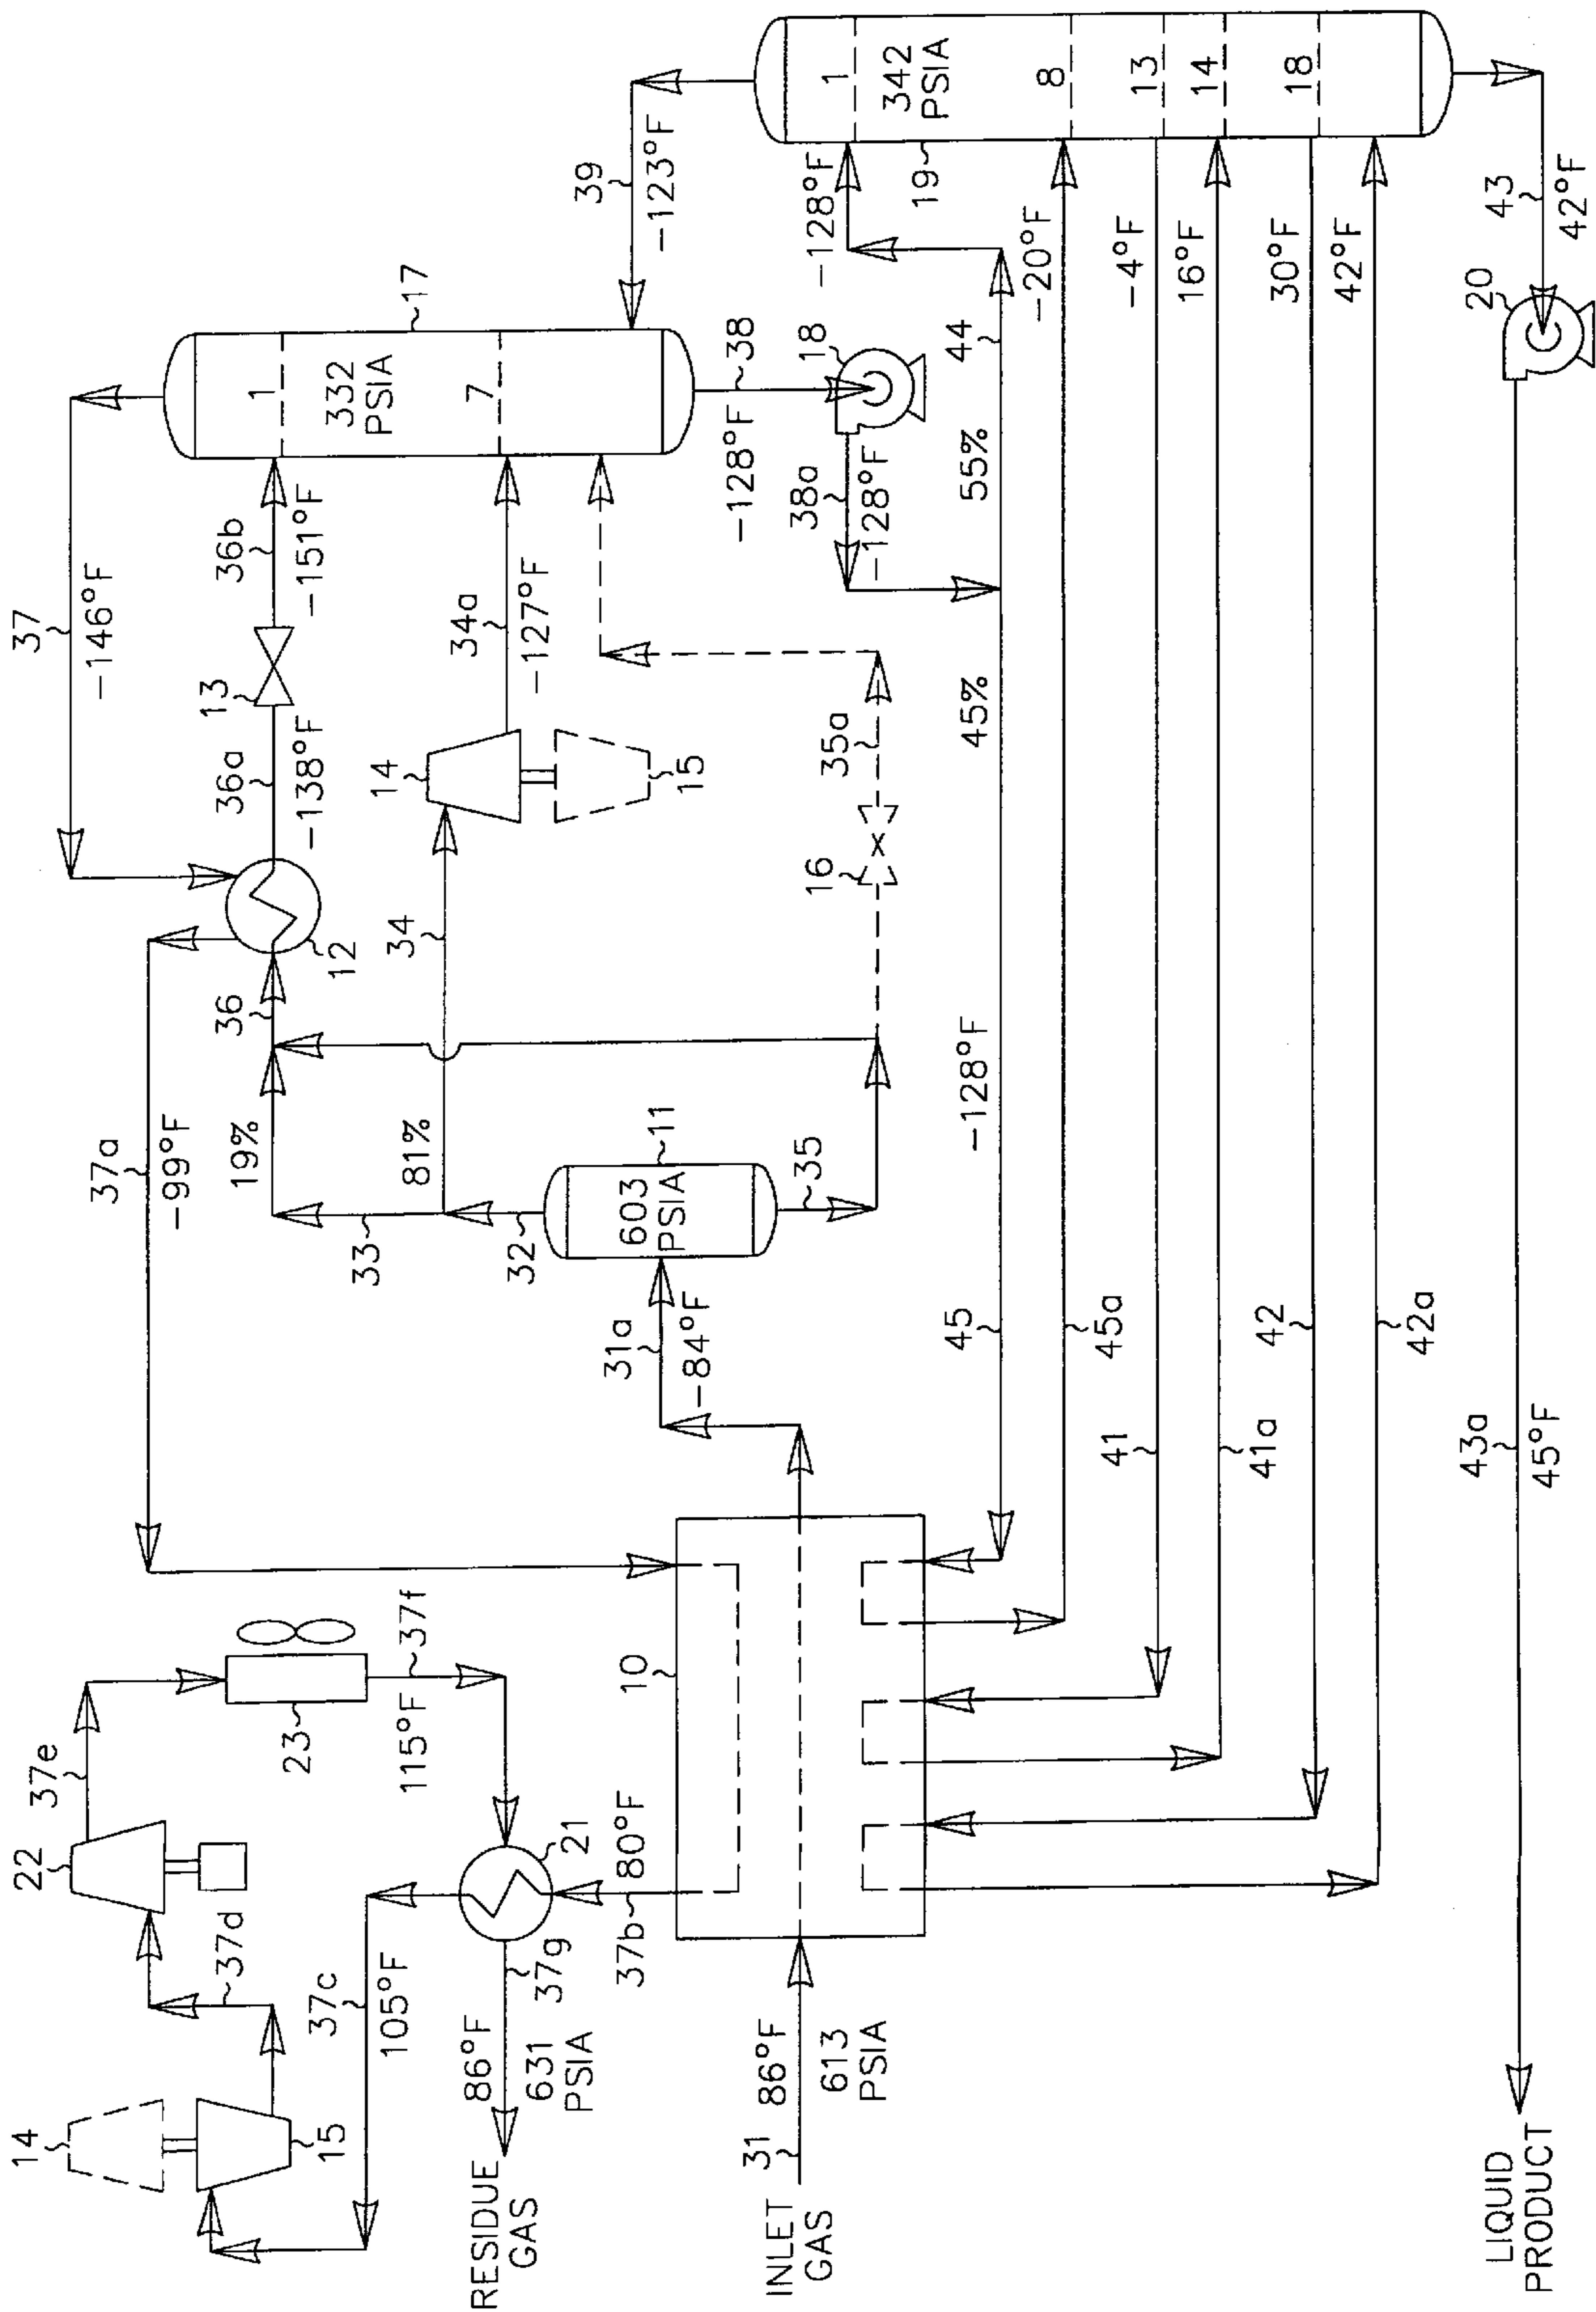 14
15
37c
105°F
37d
22
37e
23
37f
115°F
21
37g
86°F
631
PSIA
RESIDUE
GAS
37b
80°F
10
31
86°F
613
PSIA
INLET
GAS
37a
-99°F
37
-146°F
19%
36
12
36a
-138°F
13
36b
-151°F
1
332
PSIA
7
17
33
81%
34
14
15
34a
-127°F
32
603
PSIA
11
31a
-84°F
35
16
35a
38
-128°F
18
38a
-128°F
39
-123°F
45
-128°F
45%
55%
44
-128°F
19
1
342
PSIA
8
13
14
18
45a
-20°F
41
-4°F
41a
16°F
42
30°F
42a
42°F
43
42°F
20
43a
45°F
LIQUID
PRODUCT